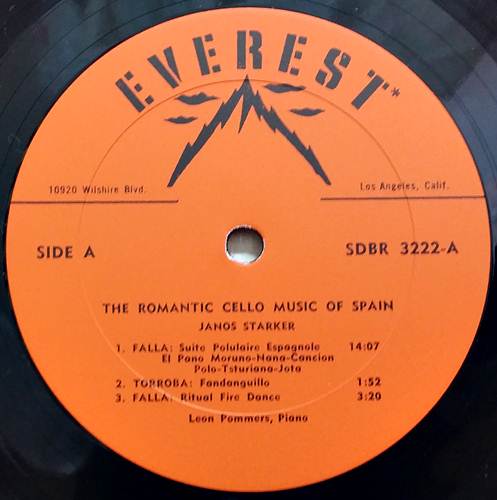 EVEREST*
10920 Wilshire Blvd.
Los Angeles, Calif.
SIDE A
SDBR 3222-A
THE ROMANTIC CELLO MUSIC OF SPAIN
JANOS STARKER
1. FALLA: Suite Polulaire Espagnole 14:07
El Pano Moruno-Nana-Cancion
Polo-Tsturiana-Jota
2. TORROBA: Fandanguillo 1:52
3. FALLA: Ritual Fire Dance 3:20
Leon Pommers, Piano